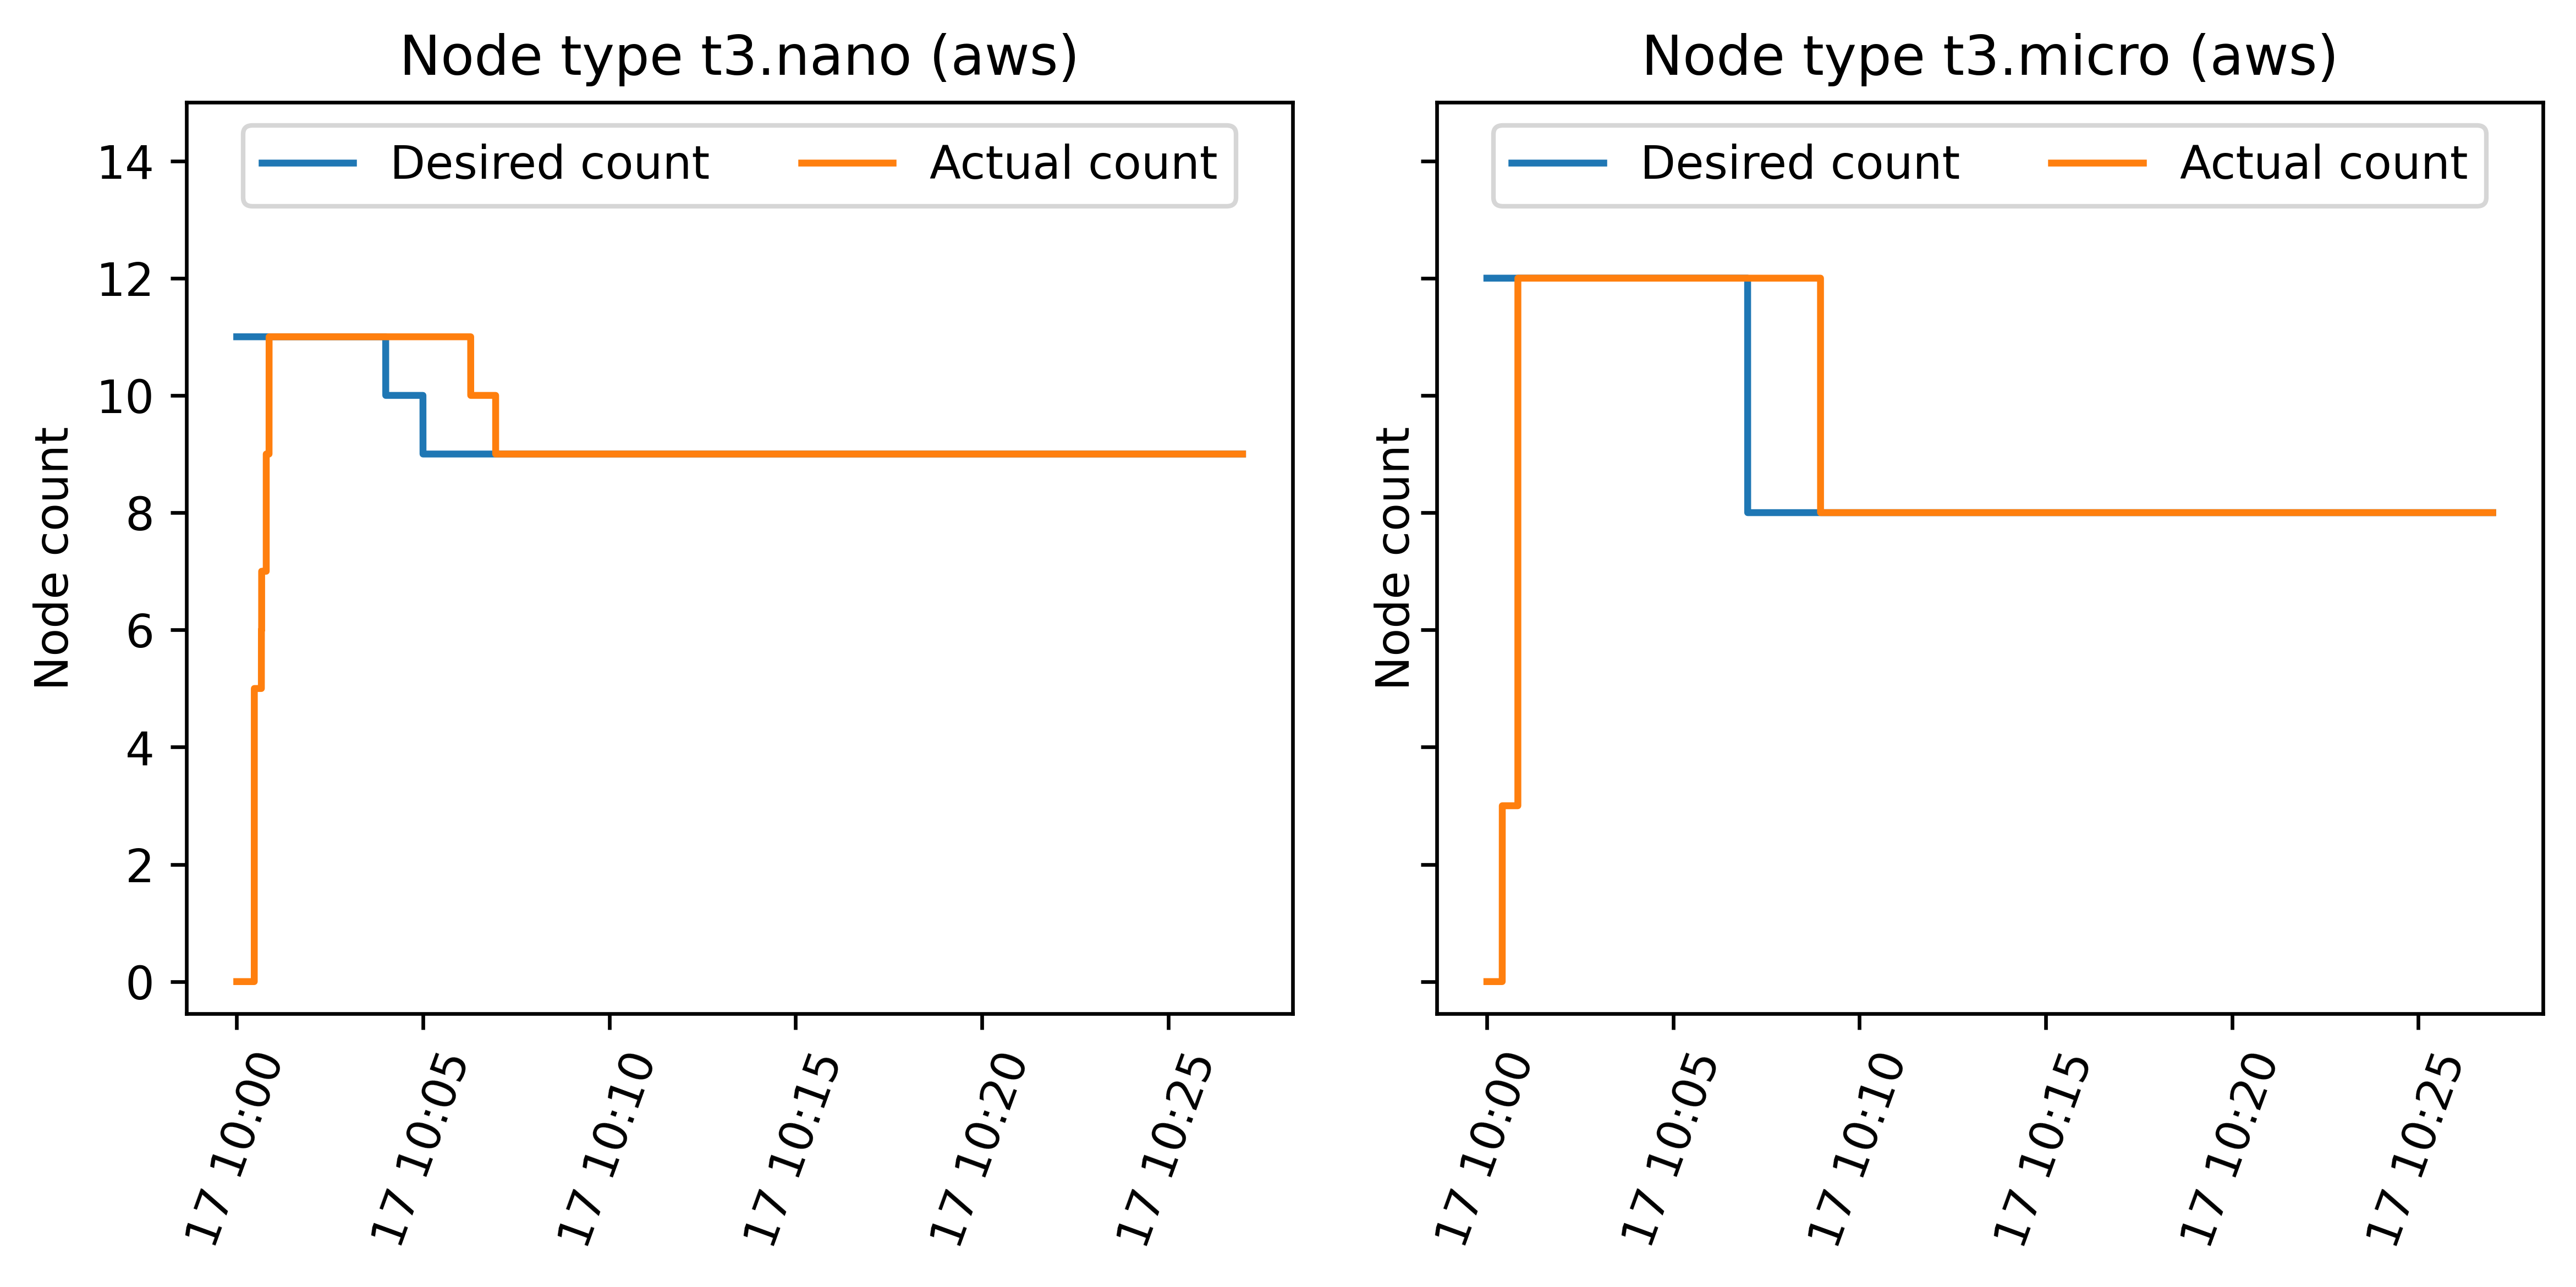 Node type t3.nano (aws)
Desired count
Actual count
14
12
10
8
6
4
2
0
Node count
17 10:00
17 10:05
17 10:10
17 10:15
17 10:20
17 10:25
Node type t3.micro (aws)
Desired count
Actual count
Node count
17 10:00
17 10:05
17 10:10
17 10:15
17 10:20
17 10:25